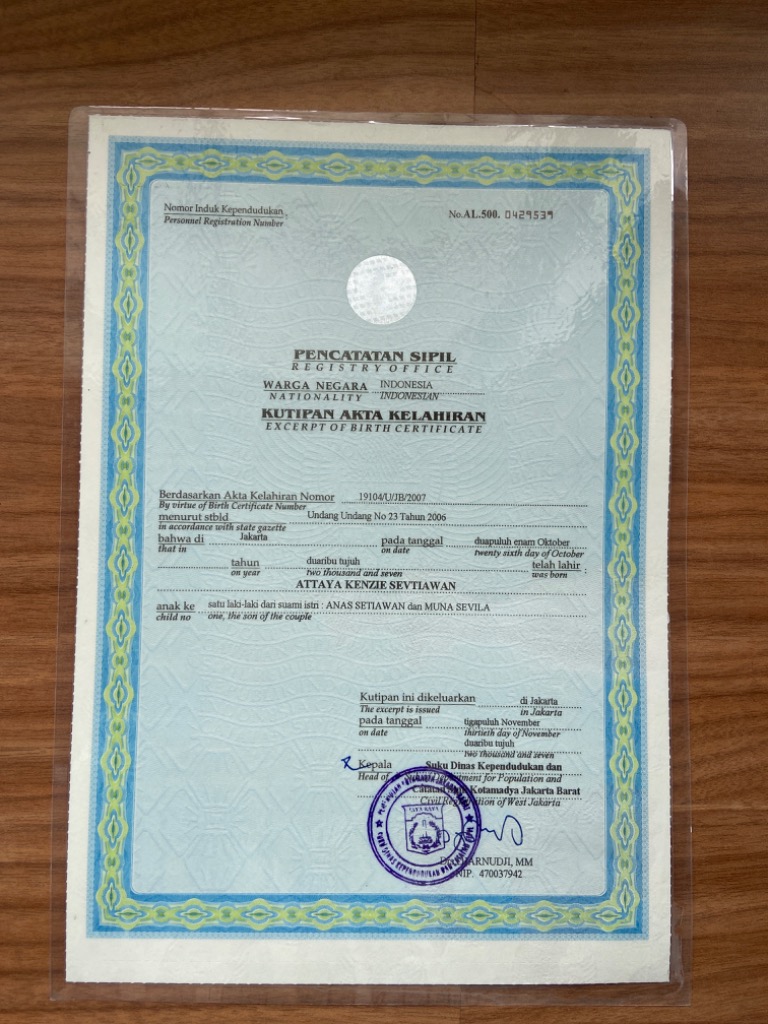 Nomor Induk Kependudukan
Personnel Registration Number
No.AL.500. 0429539
PENCATATAN SIPIL
REGISTRY OFFICE
WARGA NEGARA INDONESIA
NATIONALITY INDONESIAN
KUTIPAN AKTA KELAHIRAN
EXCERPT OF BIRTH CERTIFICATE
Berdasarkan Akta Kelahiran Nomor 19104/U/JB/2007
By virtue of Birth Certificate Number
menurut stbld Undang Undang No 23 Tahun 2006
in accordance with state gazette
bahwa di Jakarta pada tanggal duapuluh enam Oktober
that in on date twenty sixth day of October
tahun duaribu tujuh telah lahir :
on year two thousand and seven was born
ATTAYA KENZIE SEVTIAWAN
anak ke satu laki-laki dari suami istri : ANAS SETIAWAN dan MUNA SEVILA
child no one, the son of the couple
Kutipan ini dikeluarkan di Jakarta
The excerpt is issued in Jakarta
pada tanggal tigapuluh November
on date thirtieth day of November
duaribu tujuh
two thousand and seven
Kepala Suku Dinas Kependudukan dan
Head of for Population and
Catatan Kotamadya Jakarta Barat
Civil of West Jakarta
MM
NIP. 470037942